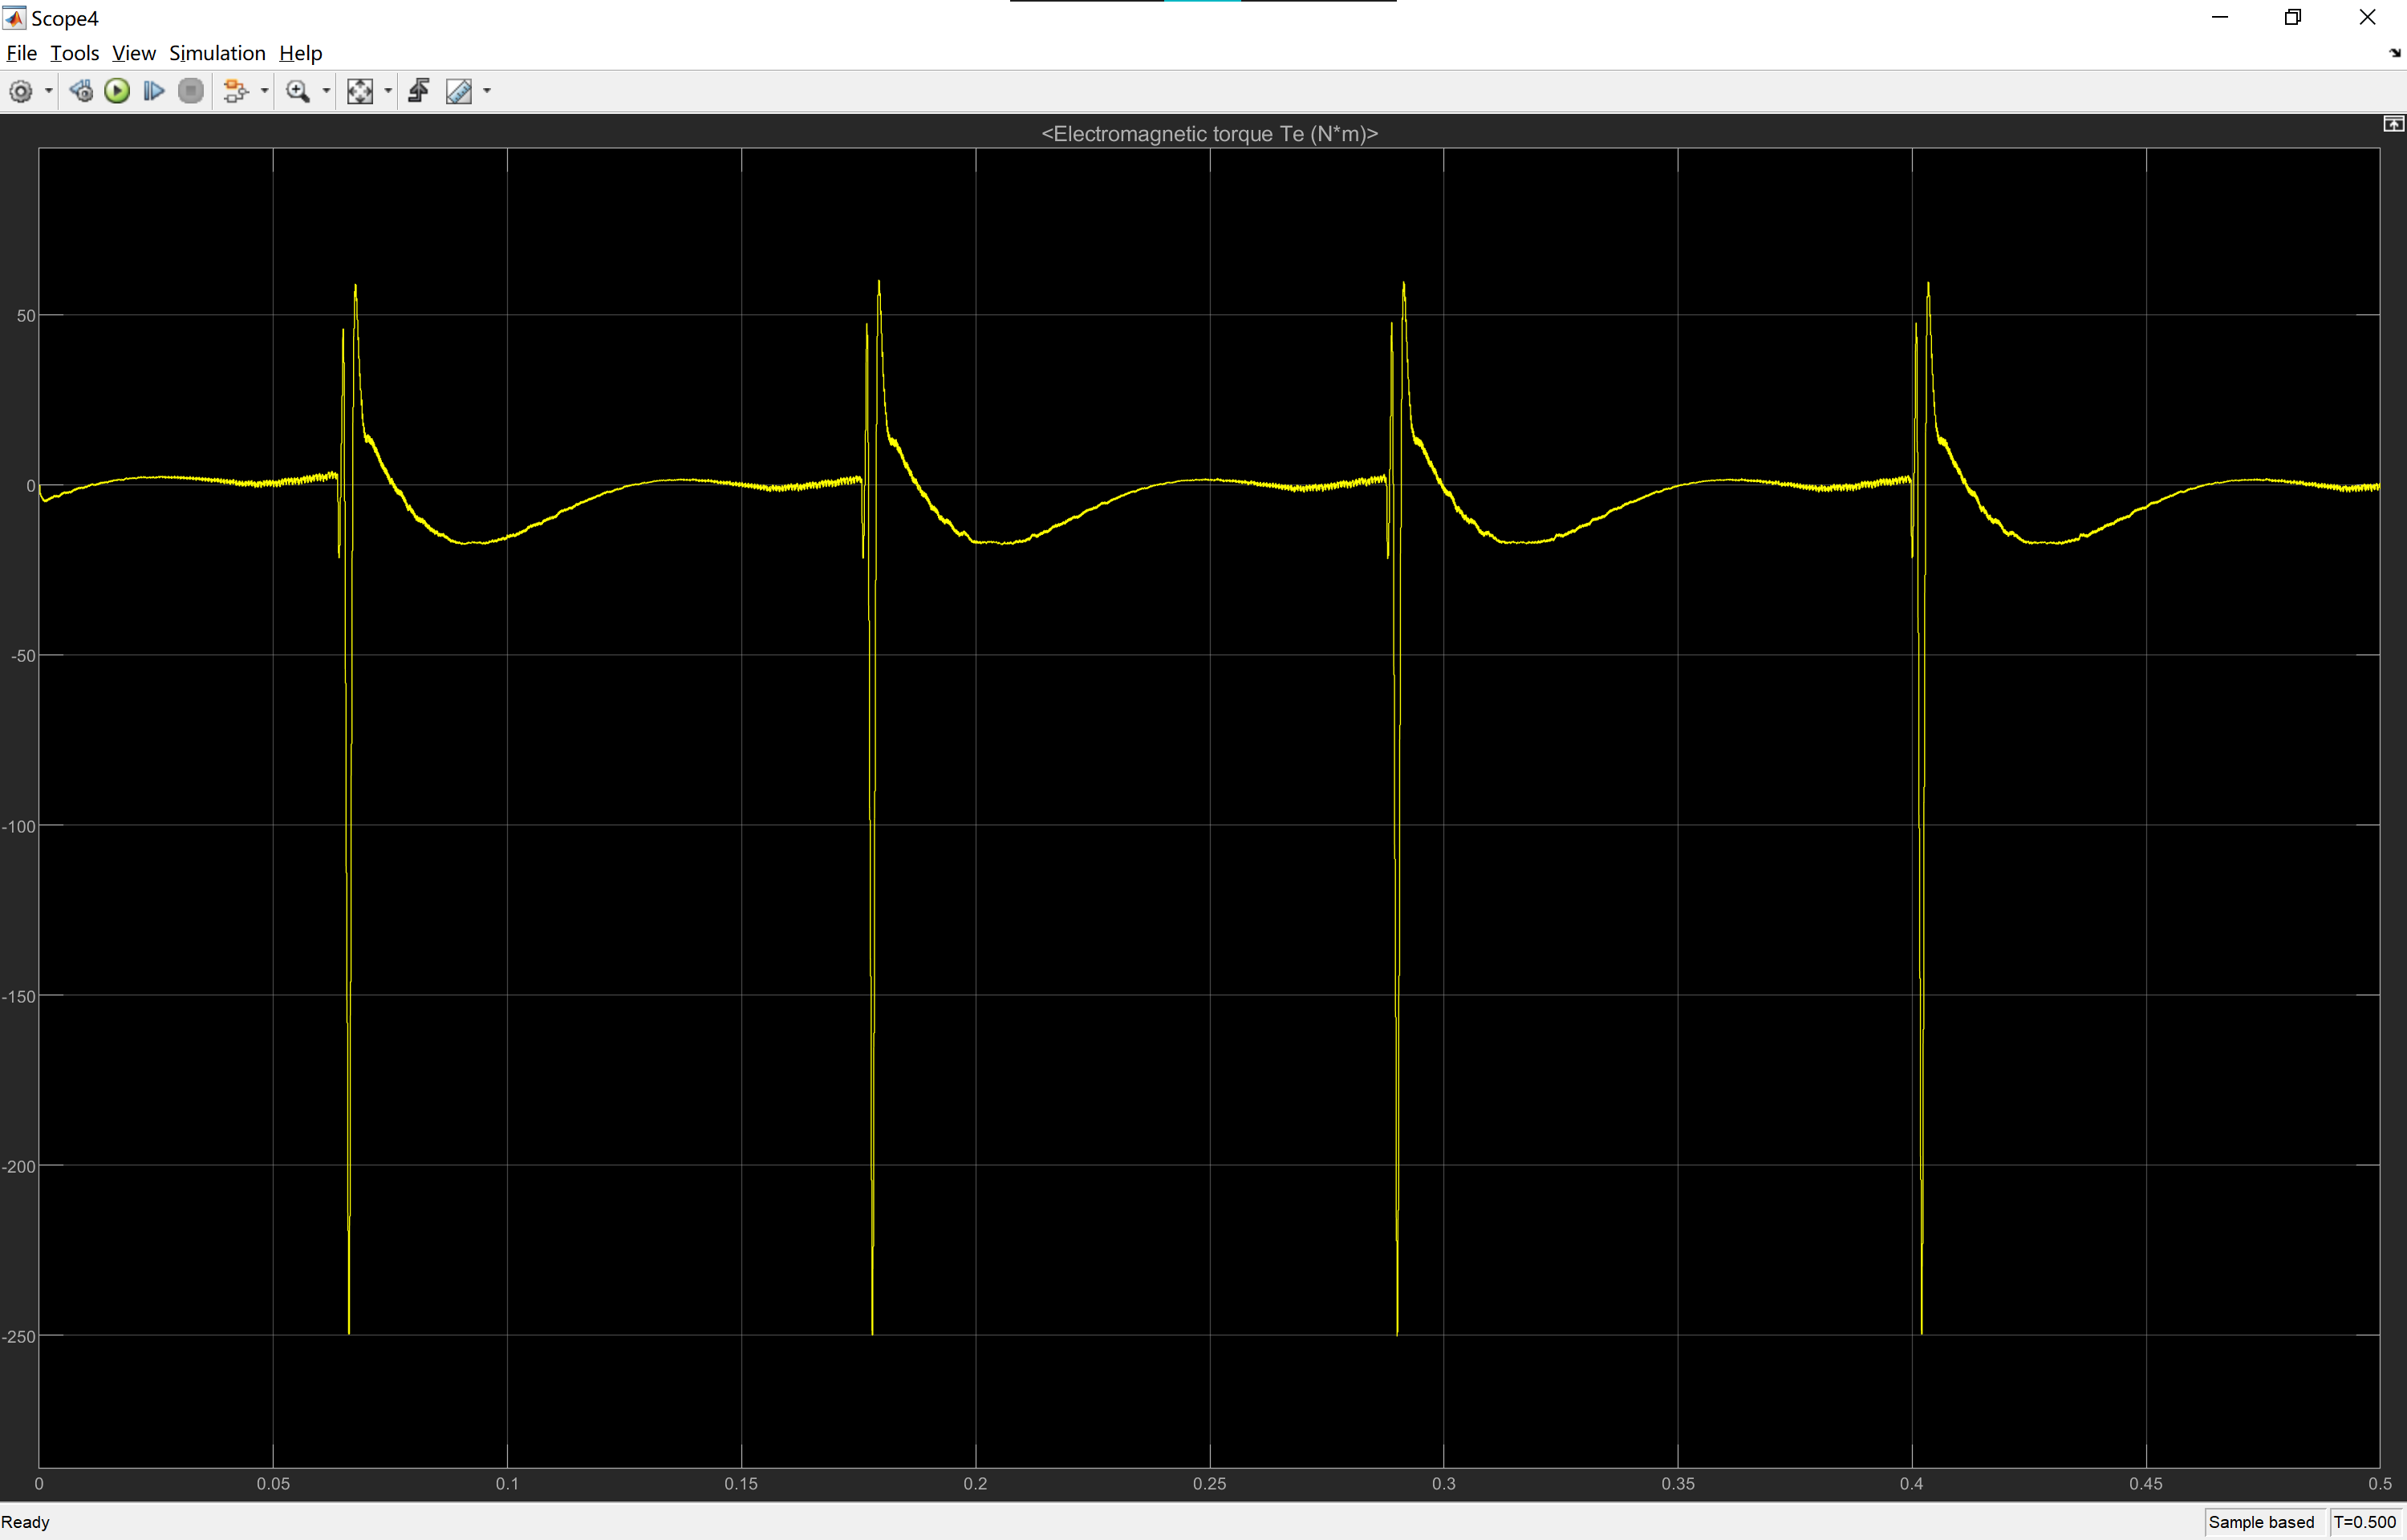 Scope4
File Tools View Simulation Help
<Electromagnetic torque Te (N*m)>
50
0
-50
-100
-150
-200
-250
0 0.05 0.1 0.15 0.2 0.25 0.3 0.35 0.4 0.45 0.5
Ready Sample based T=0.500